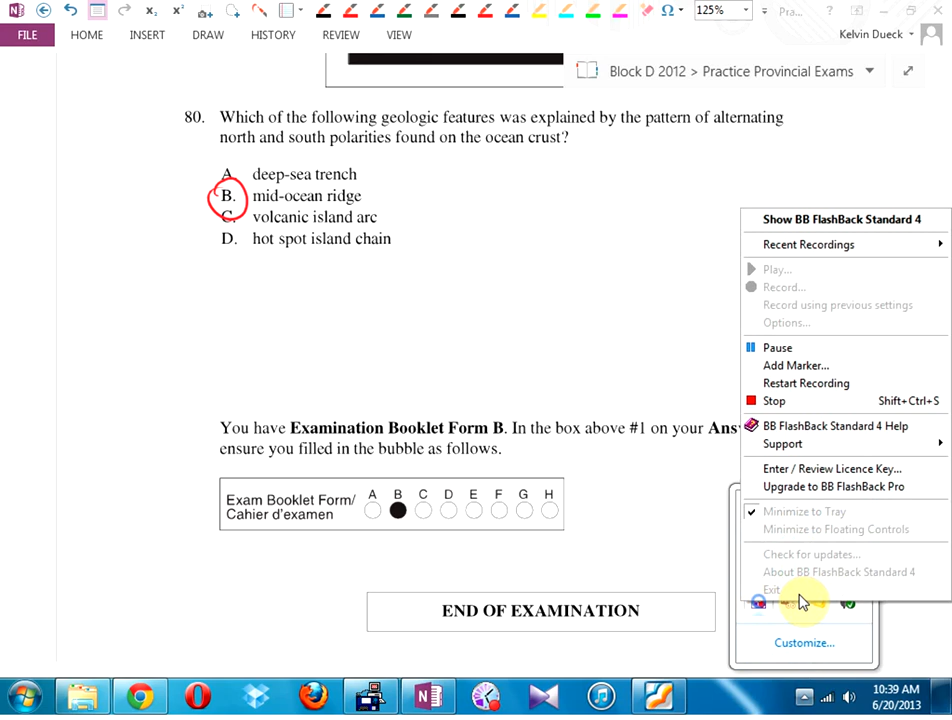 125%
Pra...
?
FILE
HOME
INSERT
DRAW
HISTORY
REVIEW
VIEW
Kelvin Dueck
Block D 2012 > Practice Provincial Exams
80. Which of the following geologic features was explained by the pattern of alternating
north and south polarities found on the ocean crust?
A. deep-sea trench
B. mid-ocean ridge
C. volcanic island arc
D. hot spot island chain
You have Examination Booklet Form B. In the box above #1 on your Answ
ensure you filled in the bubble as follows.
Exam Booklet Form/
Cahier d'examen
A B C D E F G H
END OF EXAMINATION
Show BB FlashBack Standard 4
Recent Recordings
Play...
Record...
Record using previous settings
Options...
Pause
Add Marker...
Restart Recording
Stop Shift+Ctrl+S
BB FlashBack Standard 4 Help
Support
Enter / Review Licence Key...
Upgrade to BB FlashBack Pro
Minimize to Tray
Minimize to Floating Controls
Check for updates...
About BB FlashBack Standard 4
Exit
Customize...
10:39 AM
6/20/2013